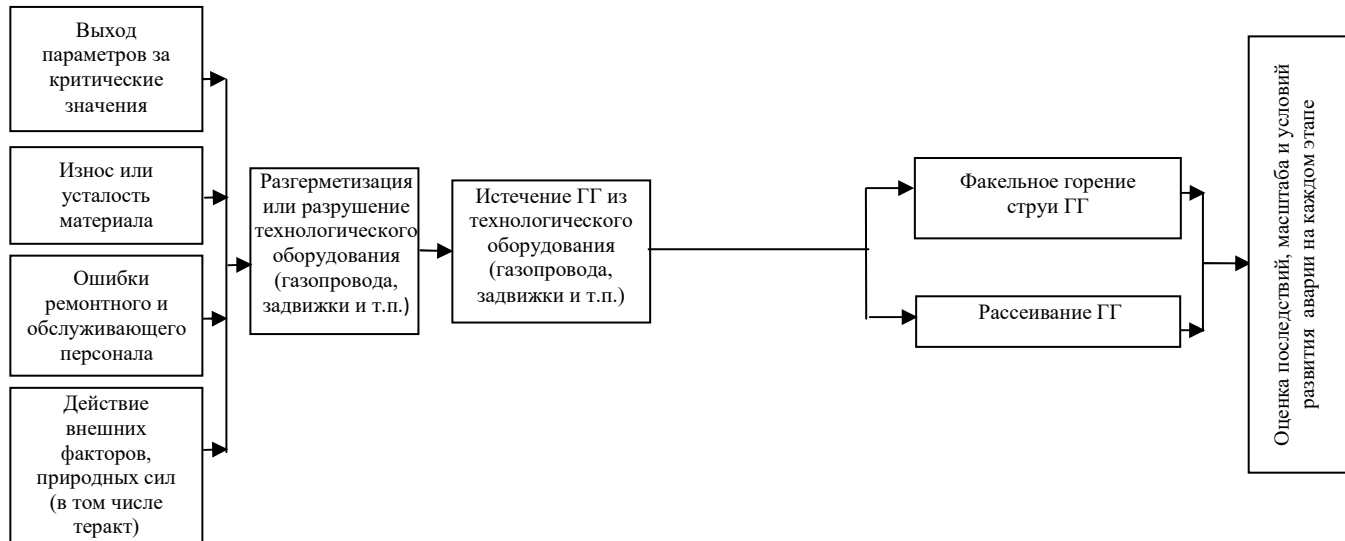 Выход
параметров за
критические
значения
Износ или
усталость
материала
Ошибки
ремонтного и
обслуживающего
персонала
Действие
внешних
факторов,
природных сил
(в том числе
теракт)
Разгерметизация
или разрушение
технологического
оборудования
(газопровода,
задвижки и т.п.)
Истечение ГГ из
технологического
оборудования
(газопровода,
задвижки и т.п.)
Факельное горение
струи ГГ
Рассеивание ГГ
Оценка последствий, масштаба и условий
развития аварии на каждом этапе